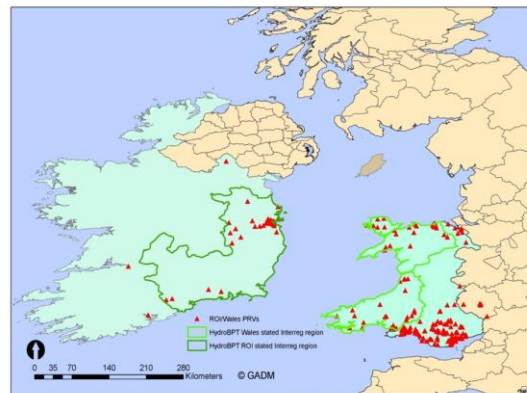 ROI/Wales PRVs
HydroBPT Wales stated Interreg region
HydroBPT ROI stated Interreg region
0 35 70 140 210 280
Kilometers © GADM